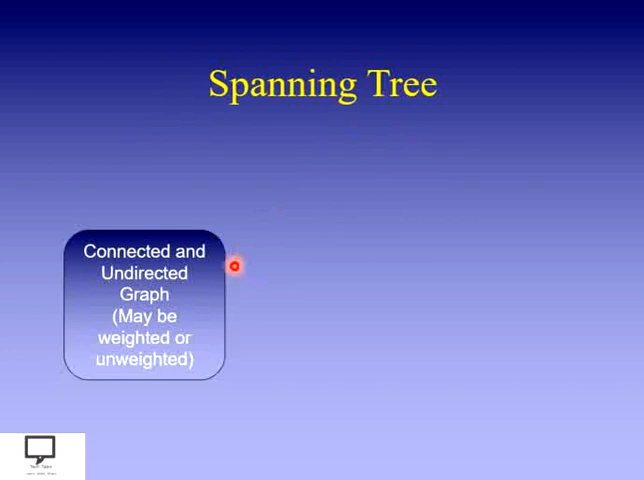 Spanning Tree
Connected and
Undirected
Graph
(May be
weighted or
unweighted)